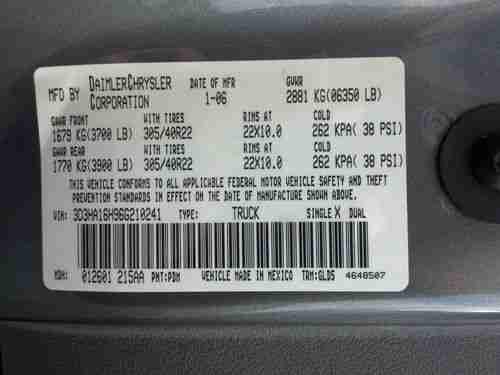 MFD BY DAIMLERCHRYSLER CORPORATION DATE OF MFR 1-06 GVWR 2881 KG(06350 LB)
GAWR FRONT WITH TIRES RIMS AT COLD
1679 KG(3700 LB) 305/40R22 22X10.0 262 KPA( 38 PSI)
GAWR REAR WITH TIRES RIMS AT COLD
1770 KG(3900 LB) 305/40R22 22X10.0 262 KPA( 38 PSI)
THIS VEHICLE CONFORMS TO ALL APPLICABLE FEDERAL MOTOR VEHICLE SAFETY AND THEFT
PREVENTION STANDARDS IN EFFECT ON THE DATE OF MANUFACTURE SHOWN ABOVE.
VIN: 3D3HA16H96G210241 TYPE: TRUCK SINGLE X DUAL
MDH: 012601 215AA PNT:PDM VEHICLE MADE IN MEXICO TRM:GLD5 4648507